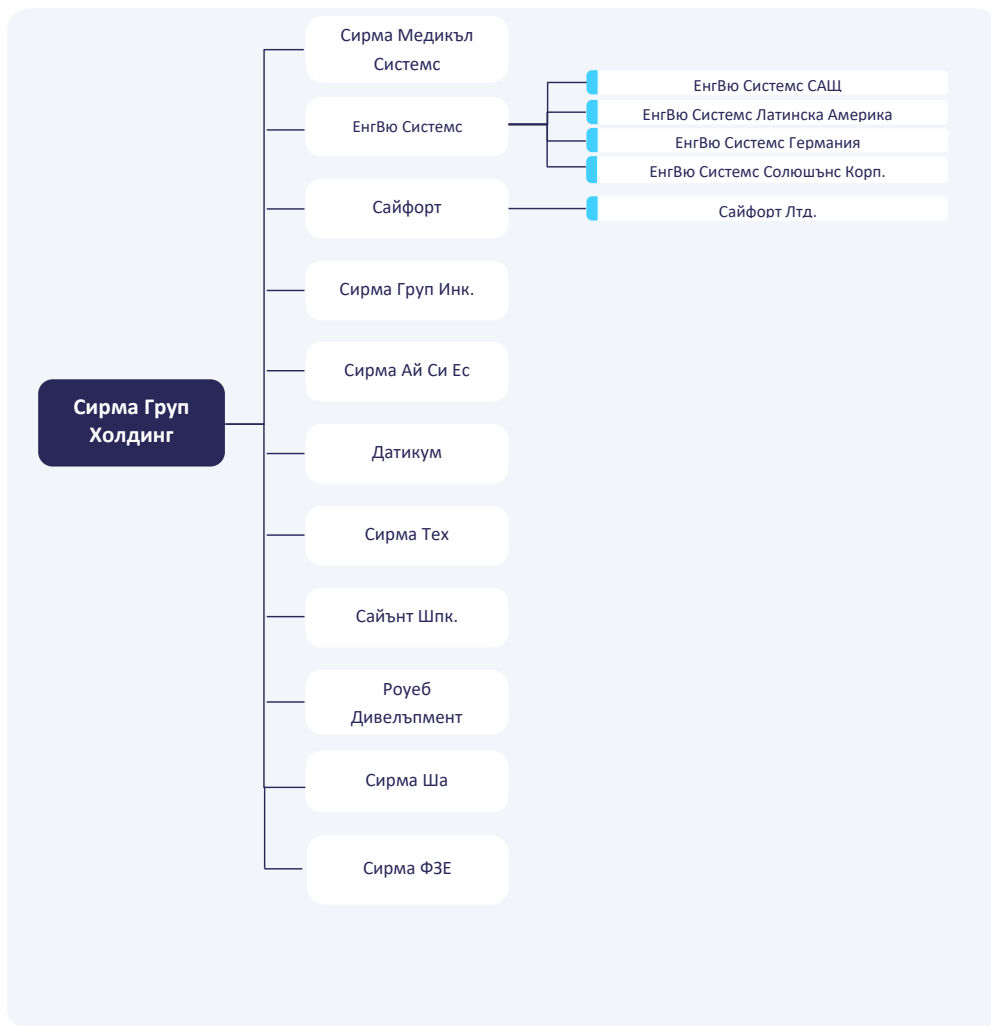 Сирма Медикъл
Системс
ЕнгВю Системс
ЕнгВю Системс САЩ
ЕнгВю Системс Латинска Америка
ЕнгВю Системс Германия
ЕнгВю Системс Солюшънс Корп.
Сайфорт
Сайфорт Лтд.
Сирма Груп Инк.
Сирма Ай Си Ес
Сирма Груп
Холдинг
Датикум
Сирма Тех
Сайънт Шпк.
Роуеб
Дивелъпмент
Сирма Ша
Сирма ФЗЕ